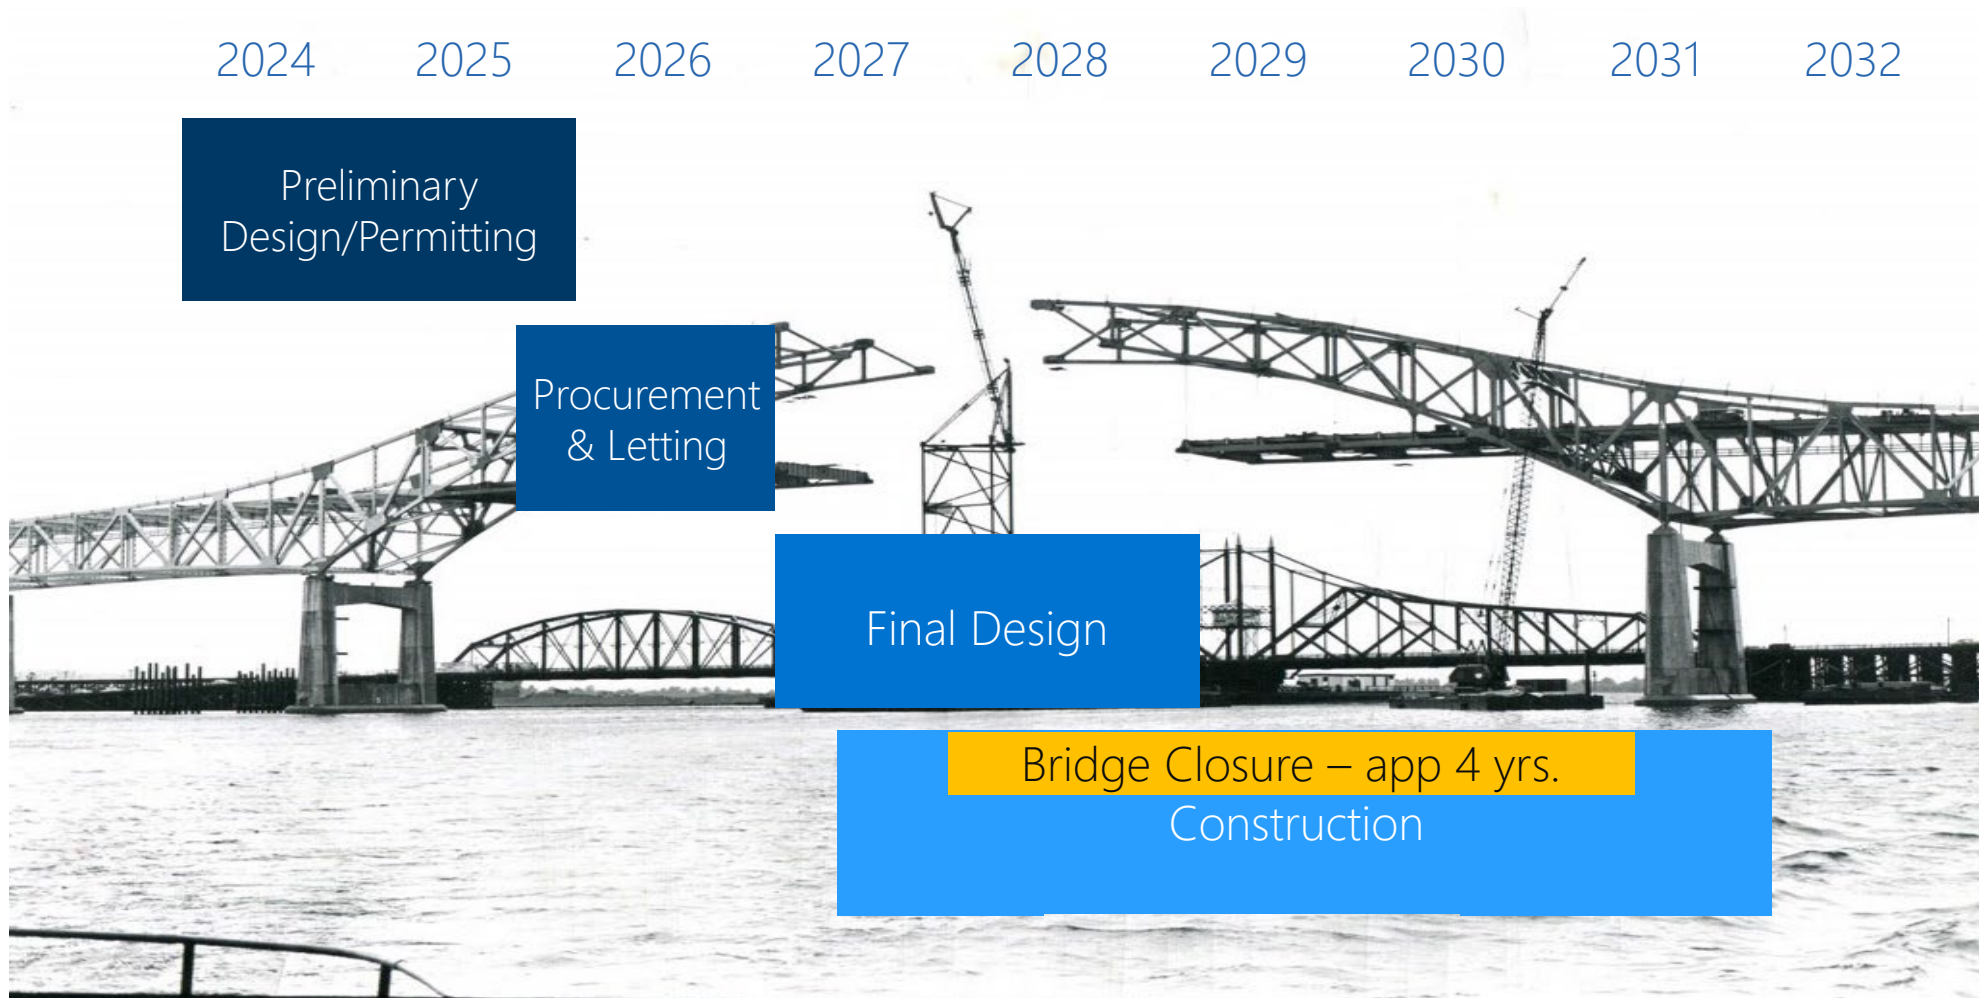 2024 2025 2026 2027 2028 2029 2030 2031 2032
Preliminary
Design/Permitting
Procurement
& Letting
Final Design
Bridge Closure – app 4 yrs.
Construction